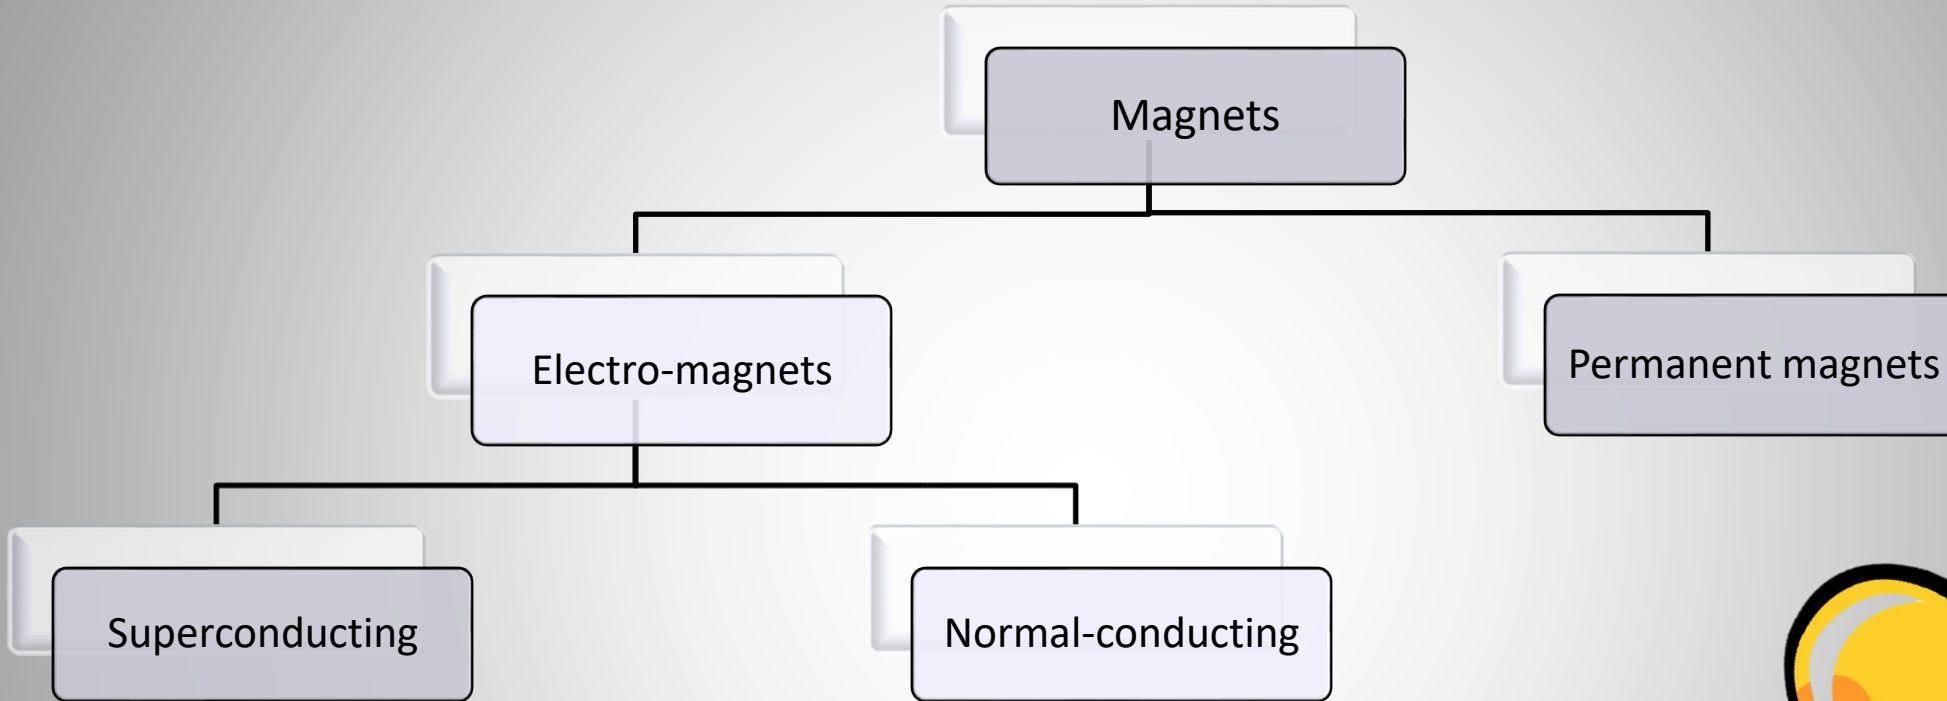 Magnets
Electro-magnets
Permanent magnets
Superconducting
Normal-conducting